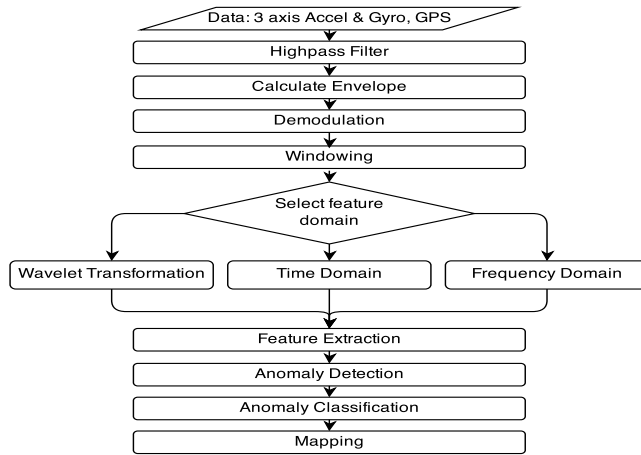 Data: 3 axis Accel & Gyro, GPS
Highpass Filter
Calculate Envelope
Demodulation
Windowing
Select feature
domain
Wavelet Transformation
Time Domain
Frequency Domain
Feature Extraction
Anomaly Detection
Anomaly Classification
Mapping